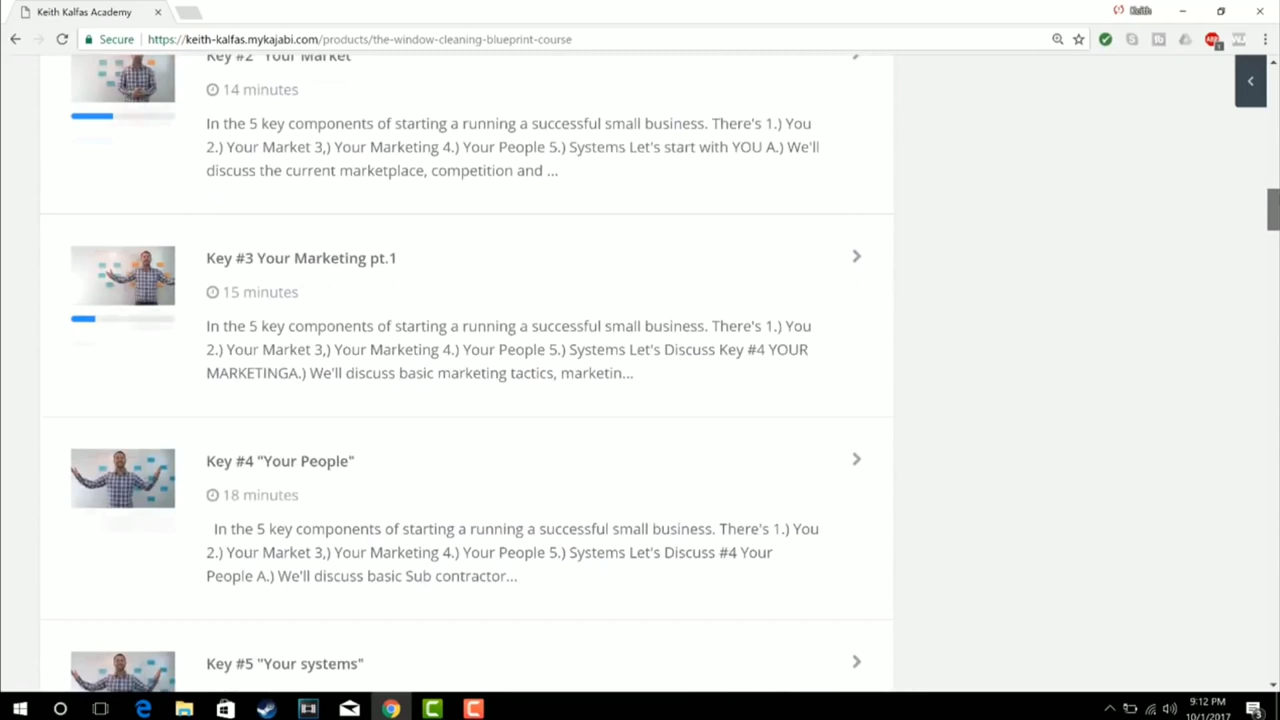 Keith Kalfas Academy
Keith
Secure
https://keith-kalfas.mykajabi.com/products/the-window-cleaning-blueprint-course
Key #2 "Your Market"
14 minutes
In the 5 key components of starting a running a successful small business. There's 1.) You
2.) Your Market 3,) Your Marketing 4.) Your People 5.) Systems Let's start with YOU A.) We'll
discuss the current marketplace, competition and ...
Key #3 Your Marketing pt.1
15 minutes
In the 5 key components of starting a running a successful small business. There's 1.) You
2.) Your Market 3,) Your Marketing 4.) Your People 5.) Systems Let's Discuss Key #4 YOUR
MARKETINGA.) We'll discuss basic marketing tactics, marketin...
Key #4 "Your People"
18 minutes
In the 5 key components of starting a running a successful small business. There's 1.) You
2.) Your Market 3,) Your Marketing 4.) Your People 5.) Systems Let's Discuss #4 Your
People A.) We'll discuss basic Sub contractor...
Key #5 "Your systems"
9:12 PM
10/1/2017